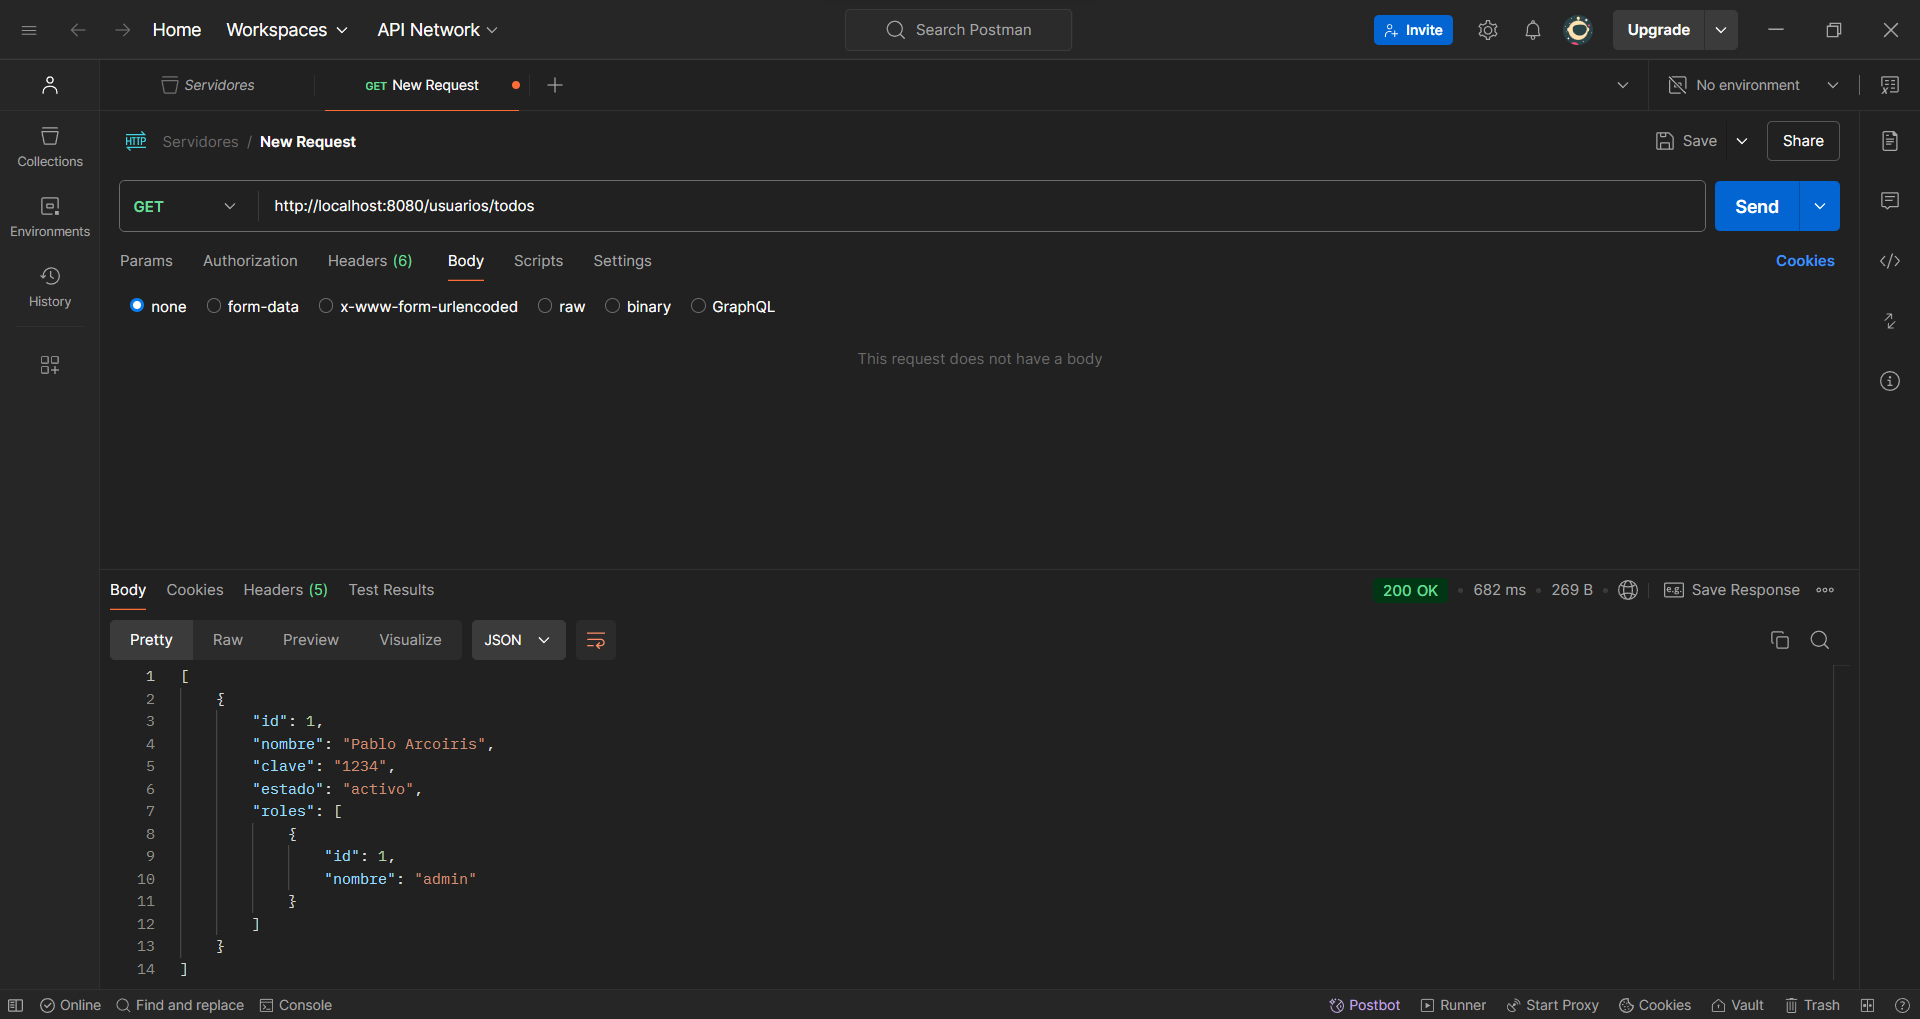 Home Workspaces API Network Search Postman Invite Upgrade
Servidores GET New Request No environment
HTTP Servidores / New Request Save Share
GET http://localhost:8080/usuarios/todos Send
Params Authorization Headers (6) Body Scripts Settings Cookies
none form-data x-www-form-urlencoded raw binary GraphQL
This request does not have a body
Collections
Environments
History
Body Cookies Headers (5) Test Results 200 OK • 682 ms • 269 B • e.g. Save Response
Pretty Raw Preview Visualize JSON
1 [
2 {
3 "id": 1,
4 "nombre": "Pablo Arcoiris",
5 "clave": "1234",
6 "estado": "activo",
7 "roles": [
8 {
9 "id": 1,
10 "nombre": "admin"
11 }
12 ]
13 }
14 ]
Online Find and replace Console Postbot Runner Start Proxy Cookies Vault Trash